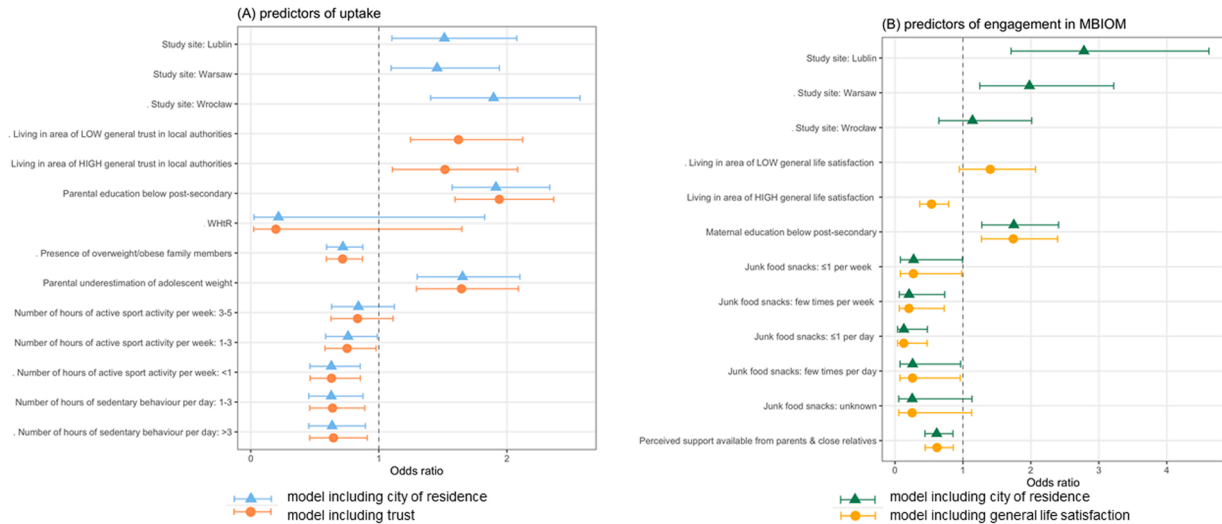 (A) predictors of uptake
Study site: Lublin
Study site: Warsaw
. Study site: Wrocław
. Living in area of LOW general trust in local authorities
Living in area of HIGH general trust in local authorities
Parental education below post-secondary
. WHtR
. Presence of overweight/obese family members
Parental underestimation of adolescent weight
Number of hours of active sport activity per week: 3-5
Number of hours of active sport activity per week: 1-3
. Number of hours of active sport activity per week: <1
Number of hours of sedentary behaviour per day: 1-3
. Number of hours of sedentary behaviour per day: >3
0 1 2
Odds ratio
model including city of residence
model including trust
(B) predictors of engagement in MBIOM
Study site: Lublin
. Study site: Warsaw
. Study site: Wrocław
. Living in area of LOW general life satisfaction
Living in area of HIGH general life satisfaction
Maternal education below post-secondary
Junk food snacks: ≤1 per week
Junk food snacks: few times per week
Junk food snacks: ≤1 per day
Junk food snacks: few times per day
Junk food snacks: unknown
Perceived support available from parents & close relatives
0 1 2 3 4
Odds ratio
model including city of residence
model including general life satisfaction